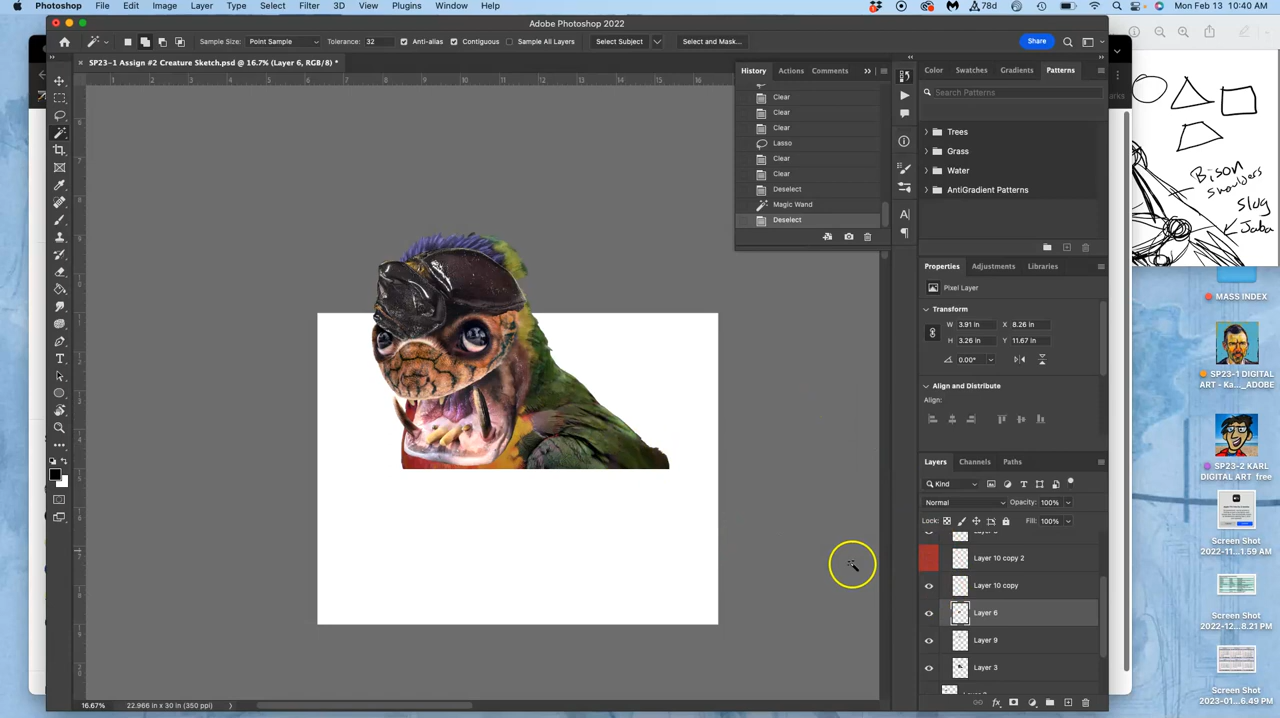 Photoshop File Edit Image Layer Type Select Filter 3D View Plugins Window Help 78d Mon Feb 13 10:40 AM
Adobe Photoshop 2022
Sample Size: Point Sample Tolerance: 32 Anti-alias Contiguous Sample All Layers Select Subject Select and Mask... Share
SP23-1 Assign #2 Creature Sketch.psd @ 16.7% (Layer 6, RGB/8) *
History Actions Comments
Clear
Clear
Clear
Lasso
Clear
Clear
Deselect
Magic Wand
Deselect
Color Swatches Gradients Patterns
Search Patterns
Trees
Grass
Water
AntiGradient Patterns
Properties Adjustments Libraries
Pixel Layer
Transform
W 3.91 in X 8.26 in
H 3.26 in Y 11.67 in
0.00°
Align and Distribute
Align:
Layers Channels Paths
Kind
Normal Opacity: 100%
Lock: Fill: 100%
Layer 10 copy 2
Layer 10 copy
Layer 6
Layer 9
Layer 3
16.67% 22.966 in x 30 in (350 ppi)
Bison
shoulders
slug
Jaba
MASS INDEX
SP23-1 DIGITAL
ART - Ka..._ADOBE
SP23-2 KARL
DIGITAL ART free
Screen Shot
2022-11...1.59 AM
Screen Shot
2022-12...8.21 PM
Screen Shot
2023-01...6.49 PM